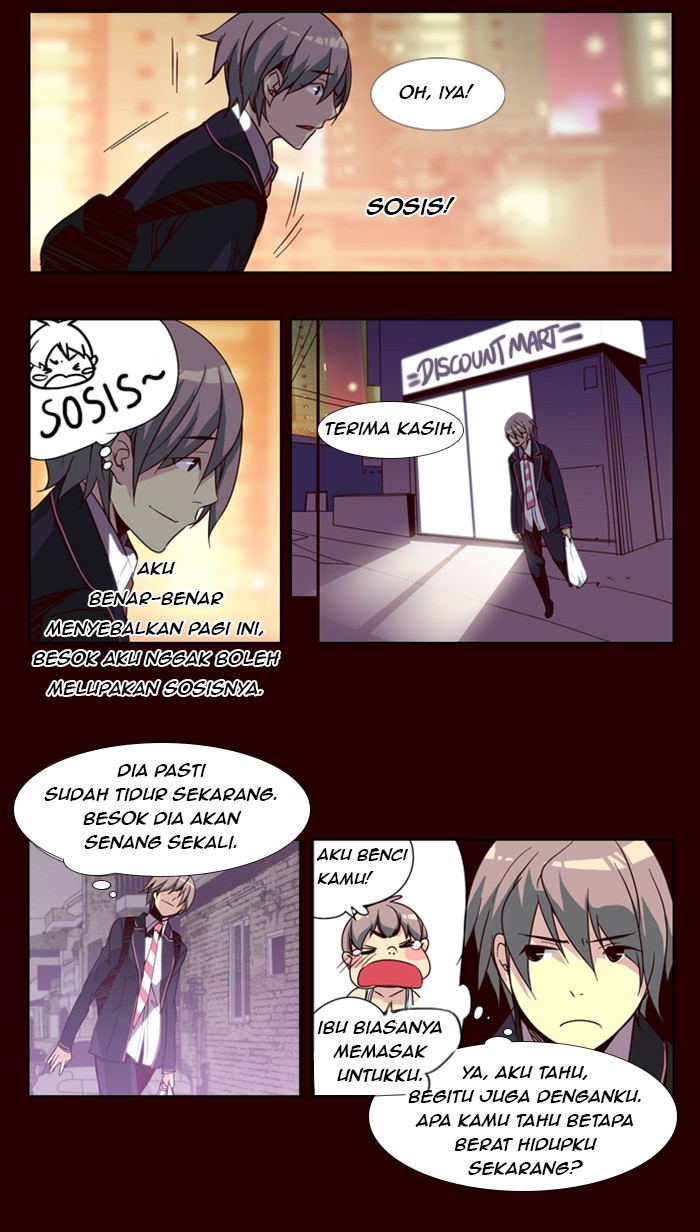 OH, IYA!
SOSIS!
SOSIS~
AKU
BENAR-BENAR
MENYEBALKAN PAGI INI,
BESOK AKU NGGAK BOLEH
MELUPAKAN SOSISNYA.
=DISCOUNT MART=
TERIMA KASIH.
DIA PASTI
SUDAH TIDUR SEKARANG.
BESOK DIA AKAN
SENANG SEKALI.
AKU BENCI
KAMU!
IBU BIASANYA
MEMASAK
UNTUKKU.
YA, AKU TAHU,
BEGITU JUGA DENGANKU.
APA KAMU TAHU BETAPA
BERAT HIDUPKU
SEKARANG?